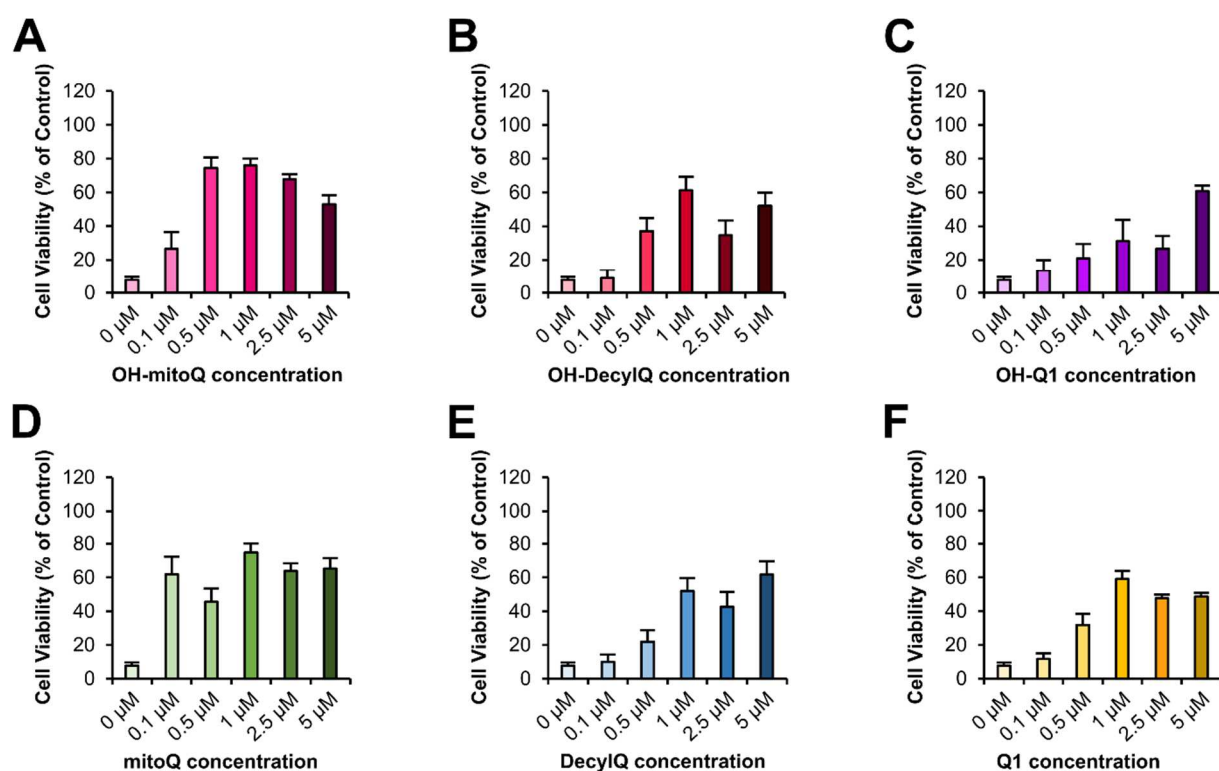 A
Cell Viability (% of Control)
120
100
80
60
40
20
0
0 µM
0.1 µM
0.5 µM
1 µM
2.5 µM
5 µM
OH-mitoQ concentration
B
Cell Viability (% of Control)
120
100
80
60
40
20
0
0 µM
0.1 µM
0.5 µM
1 µM
2.5 µM
5 µM
OH-DecylQ concentration
C
Cell Viability (% of Control)
120
100
80
60
40
20
0
0 µM
0.1 µM
0.5 µM
1 µM
2.5 µM
5 µM
OH-Q1 concentration
D
Cell Viability (% of Control)
120
100
80
60
40
20
0
0 µM
0.1 µM
0.5 µM
1 µM
2.5 µM
5 µM
mitoQ concentration
E
Cell Viability (% of Control)
120
100
80
60
40
20
0
0 µM
0.1 µM
0.5 µM
1 µM
2.5 µM
5 µM
DecylQ concentration
F
Cell Viability (% of Control)
120
100
80
60
40
20
0
0 µM
0.1 µM
0.5 µM
1 µM
2.5 µM
5 µM
Q1 concentration